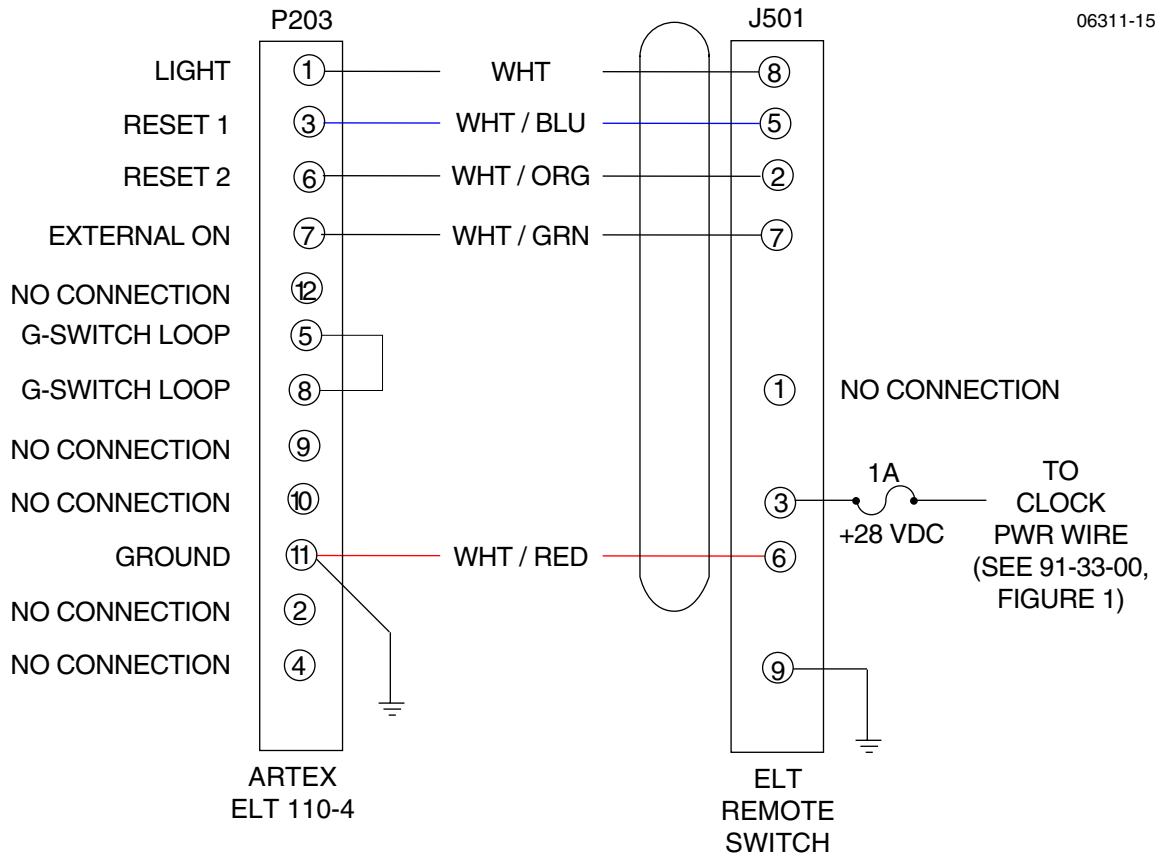 P203
J501
06311-15
LIGHT 1 WHT 8
RESET 1 3 WHT / BLU 5
RESET 2 6 WHT / ORG 2
EXTERNAL ON 7 WHT / GRN 7
NO CONNECTION 12
G-SWITCH LOOP 5
G-SWITCH LOOP 8
1 NO CONNECTION
NO CONNECTION 9
NO CONNECTION 10
3 1A
+28 VDC
TO
CLOCK
PWR WIRE
(SEE 91-33-00,
FIGURE 1)
GROUND 11 WHT / RED 6
NO CONNECTION 2
NO CONNECTION 4
9
ARTEX
ELT 110-4
ELT
REMOTE
SWITCH